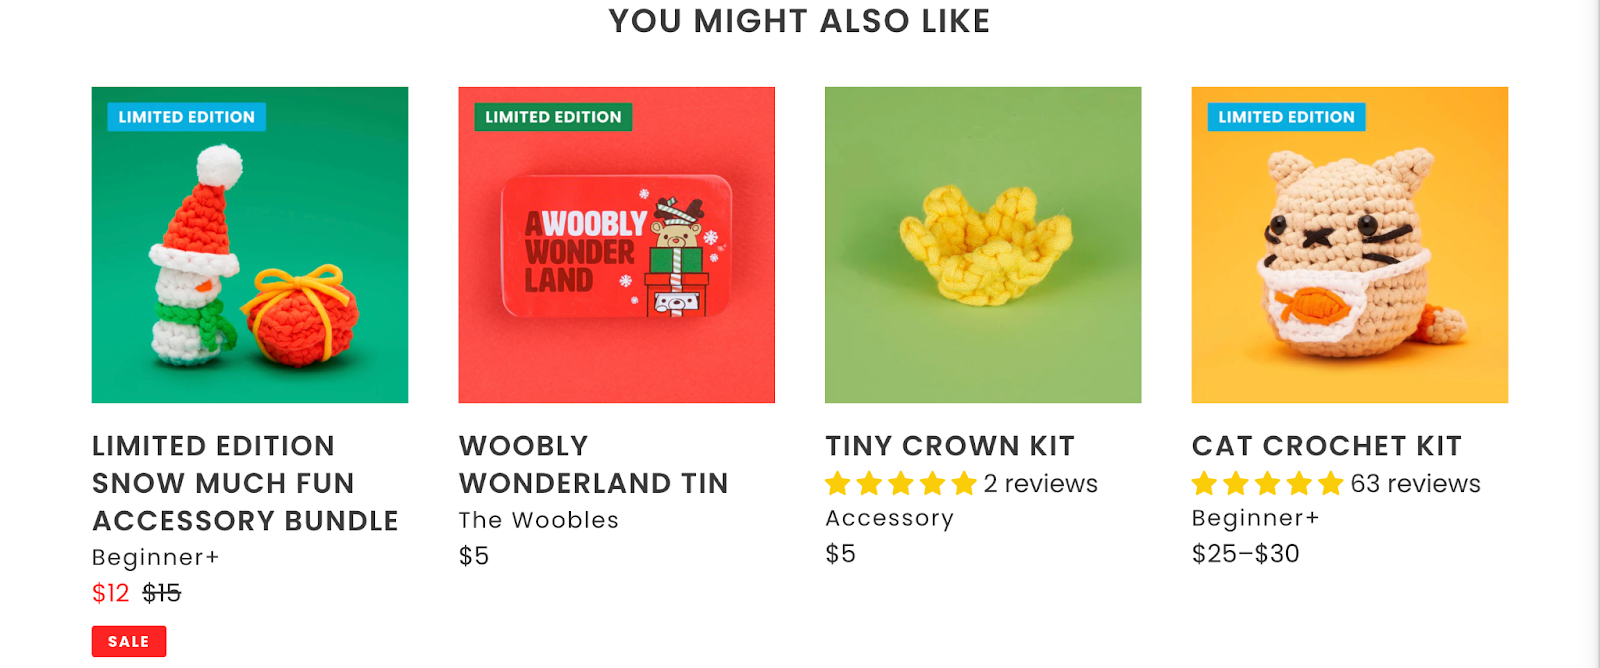 YOU MIGHT ALSO LIKE
LIMITED EDITION
LIMITED EDITION
A WOOBLY
WONDER
LAND
LIMITED EDITION
LIMITED EDITION
SNOW MUCH FUN
ACCESSORY BUNDLE
Beginner+
$12 $15
SALE
WOOBLY
WONDERLAND TIN
The Woobles
$5
TINY CROWN KIT
2 reviews
Accessory
$5
CAT CROCHET KIT
63 reviews
Beginner+
$25–$30